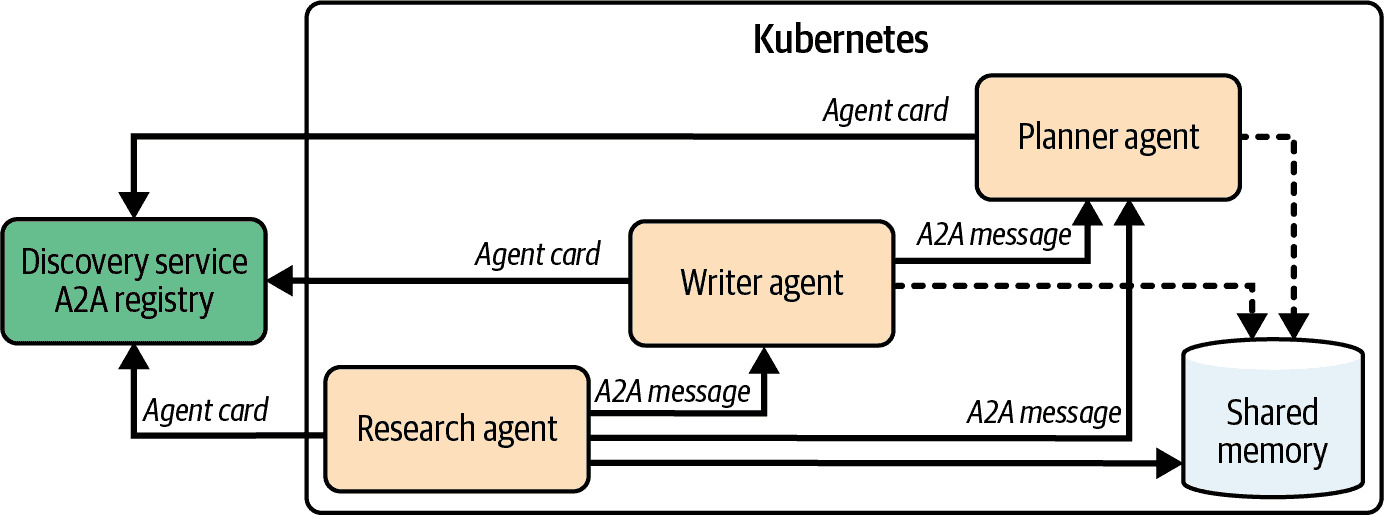 Kubernetes
Agent card
Planner agent
Discovery service
A2A registry
Agent card
Writer agent
A2A message
Agent card
Research agent
A2A message
A2A message
Shared
memory